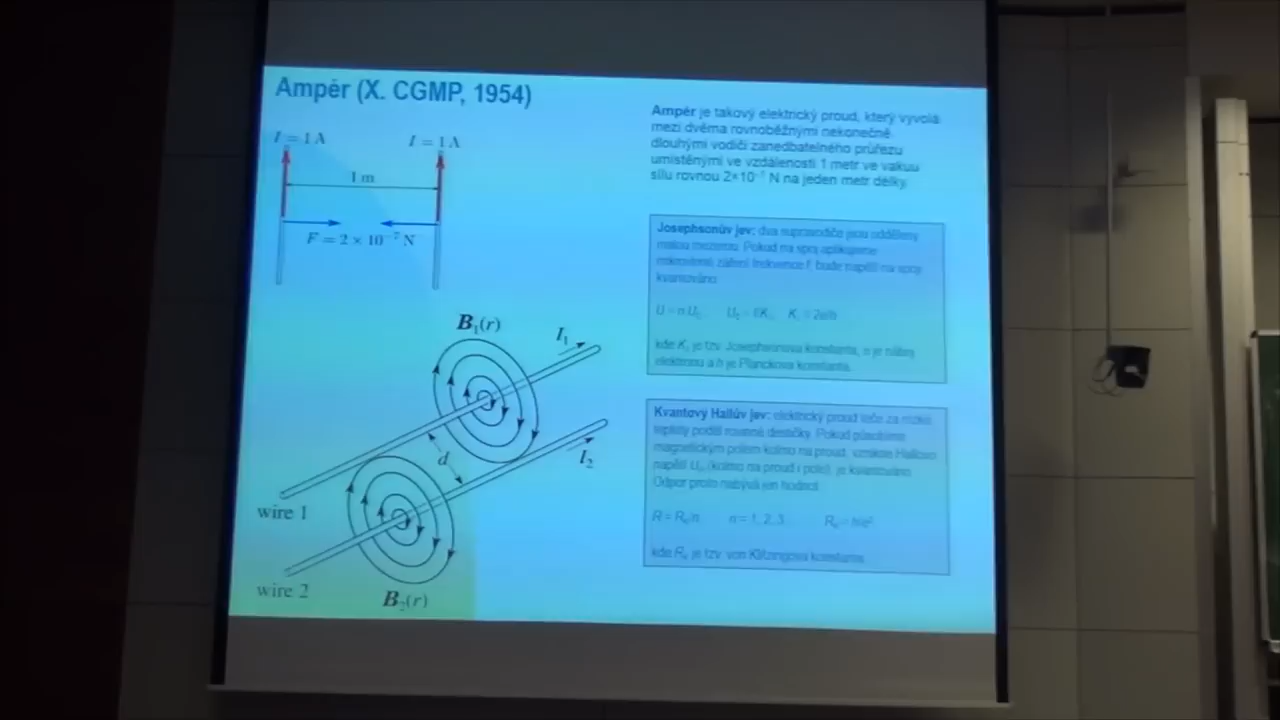 Ampér (X. CGMP, 1954)
I = 1 A
I = 1 A
1 m
F = 2 × 10⁻⁷ N
B₁(r)
I₁
d
I₂
wire 1
wire 2
B₂(r)
Ampér je takový elektrický proud, který vyvolá
mezi dvěma rovnoběžnými nekonečně
dlouhými vodiči zanedbatelného průřezu
umístěnými ve vzdálenosti 1 metr ve vakuu
sílu rovnou 2×10⁻⁷ N na jeden metr délky
Josephsonův jev: dva supravodiče jsou odděleny
malou mezerou. Pokud na spoj aplikujeme
mikrovlnné záření frekvence f, bude napětí na spoji
kvantováno
U = n U₀
kde K je tzv. Josephsonova konstanta, e je náboj
elektronu a h je Planckova konstanta.
Kvantový Hallův jev: elektrický proud teče za nízké
teploty podél rovinné destičky. Pokud působíme
magnetickým polem kolmo na proud, vznikne Hallovo
napětí (kolmo na proud i pole), je kvantováno
Odpor proto nabývá jen hodnot
R = R /n n = 1, 2, 3
kde R je tzv. von Klitzingova konstanta.